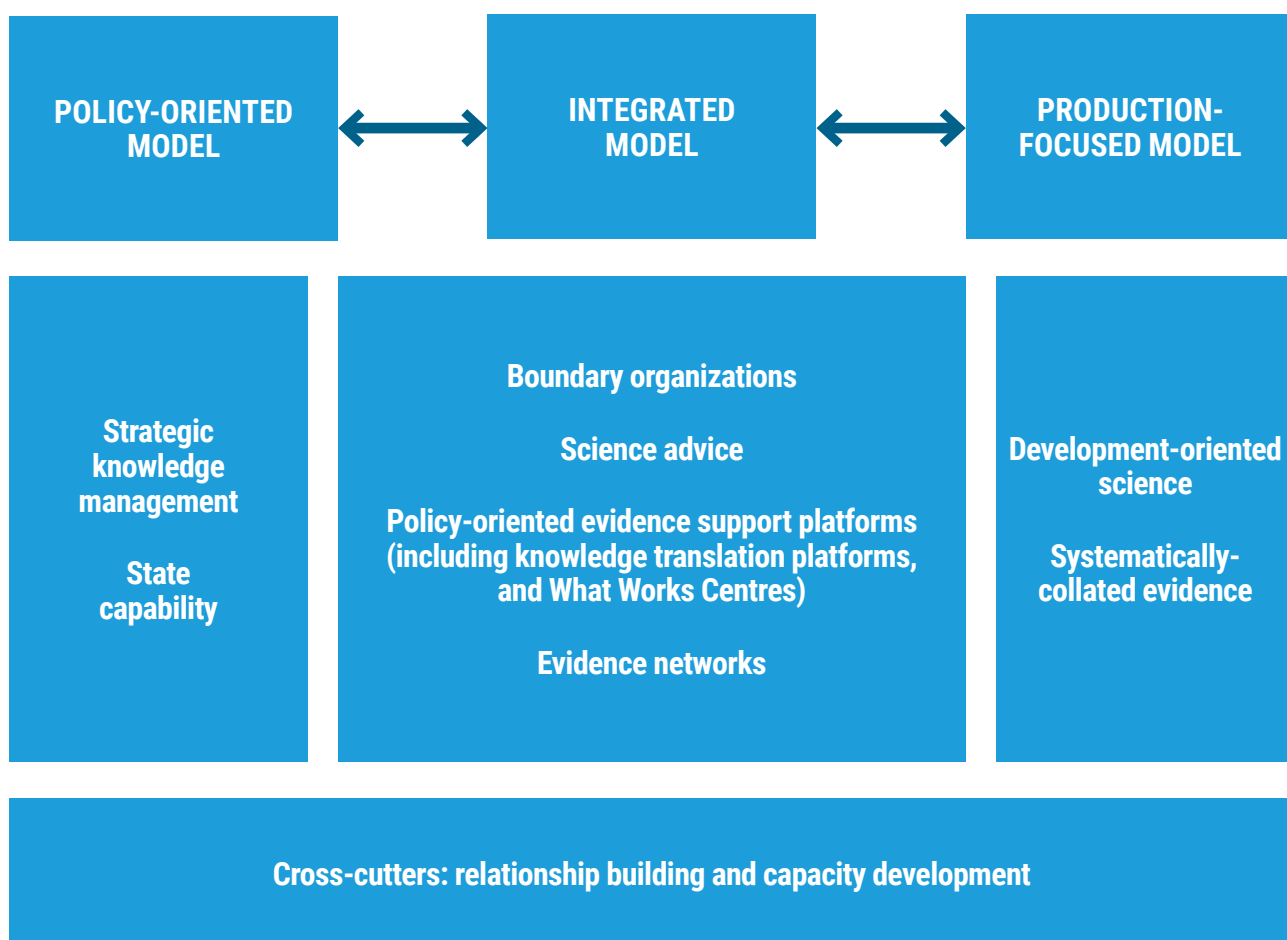 POLICY-ORIENTED
MODEL
INTEGRATED
MODEL
PRODUCTION-
FOCUSED MODEL
Strategic
knowledge
management
State
capability
Boundary organizations
Science advice
Policy-oriented evidence support platforms
(including knowledge translation platforms,
and What Works Centres)
Evidence networks
Development-oriented
science
Systematically-
collated evidence
Cross-cutters: relationship building and capacity development